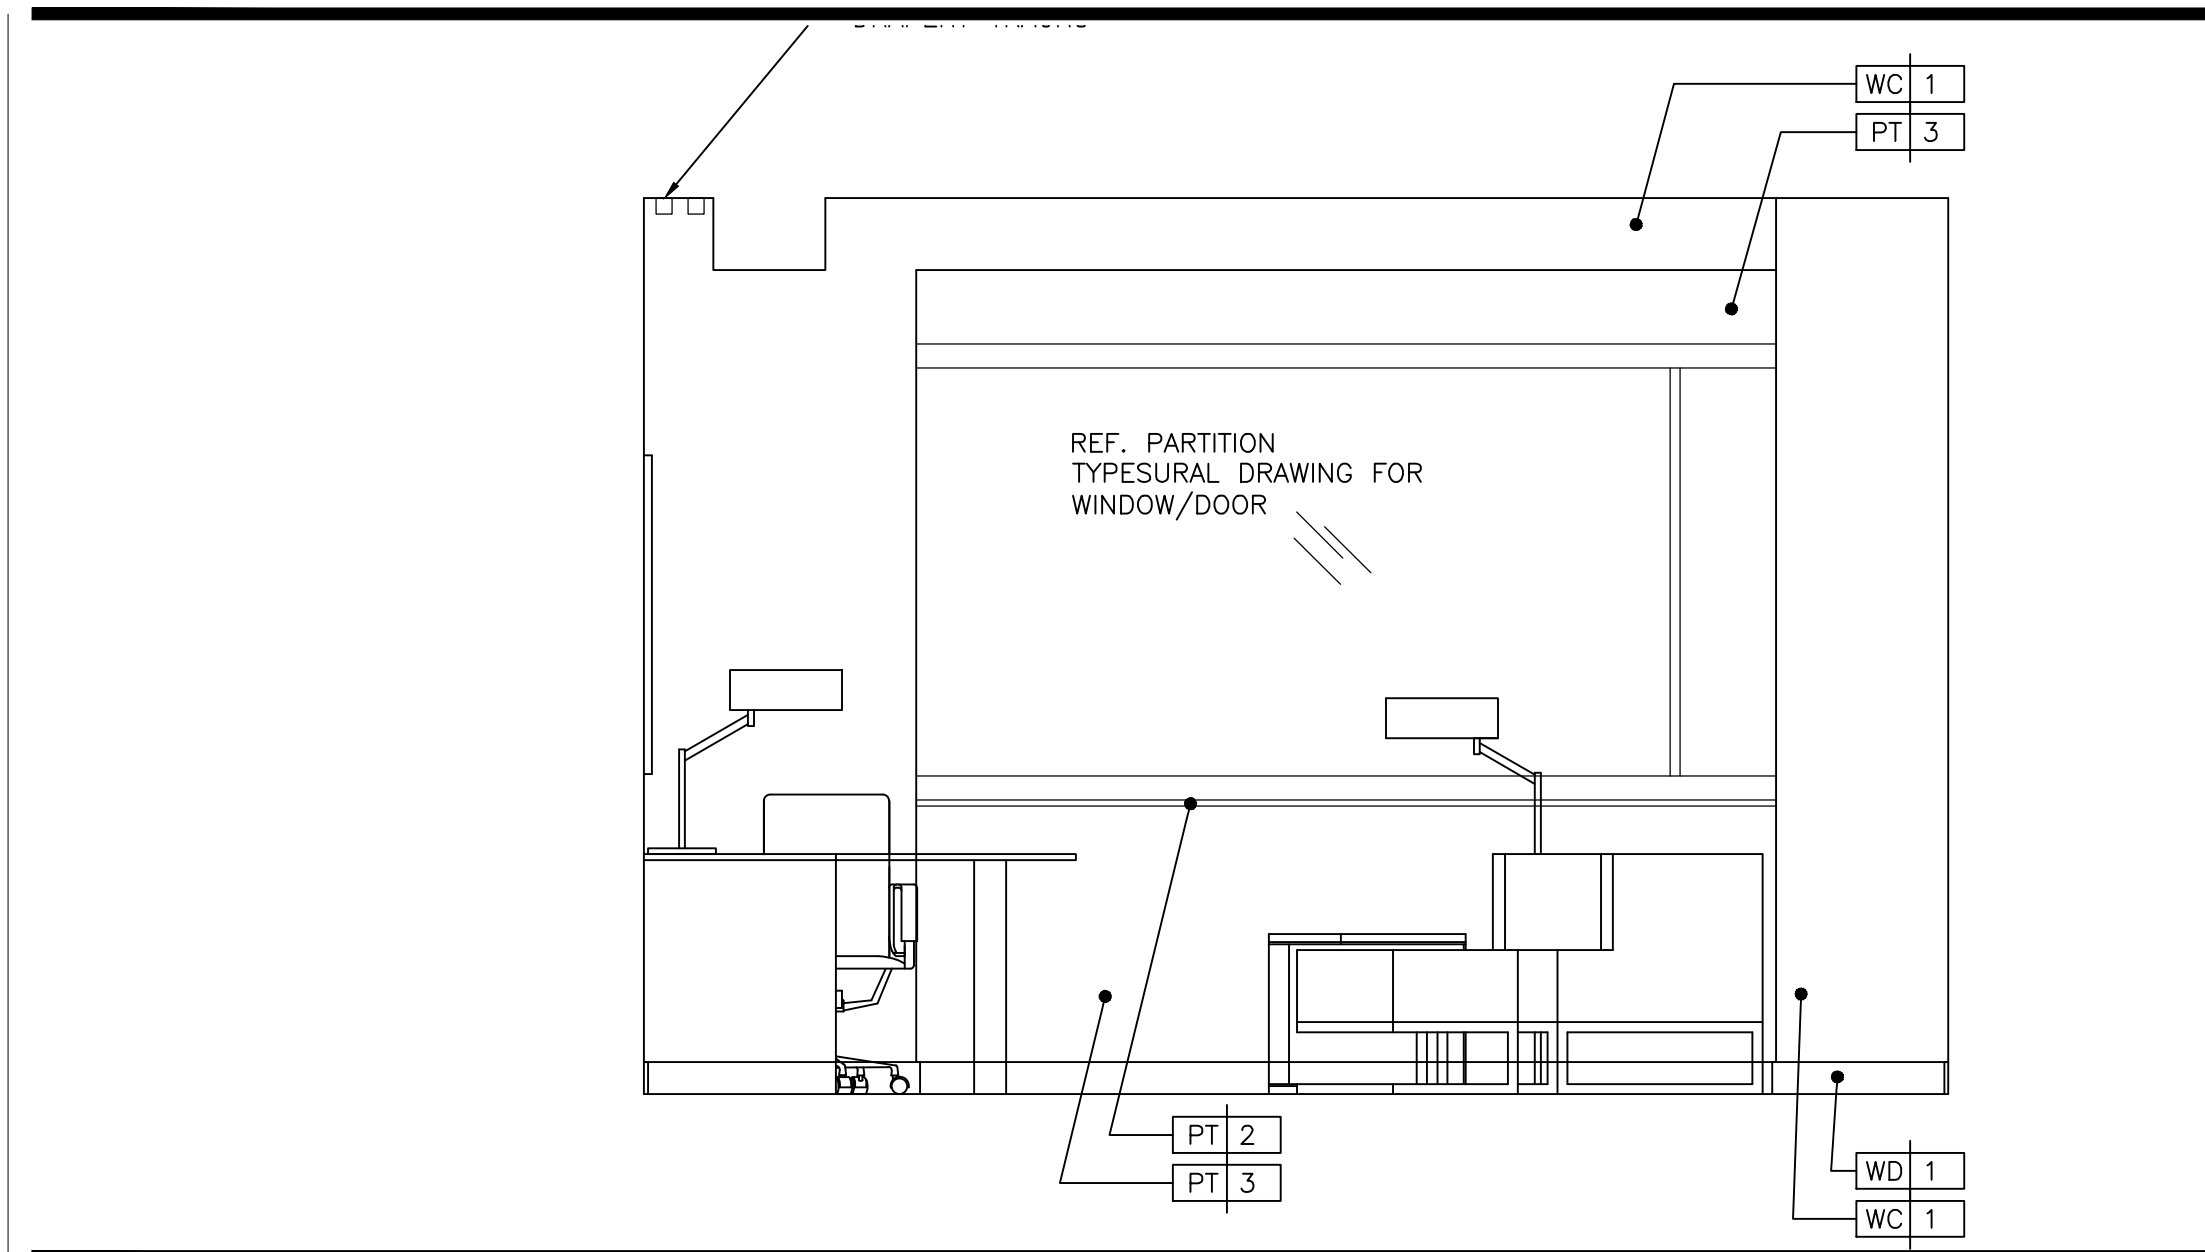 WC 1
PT 3
REF. PARTITION
TYPESURAL DRAWING FOR
WINDOW/DOOR
PT 2
PT 3
WD 1
WC 1